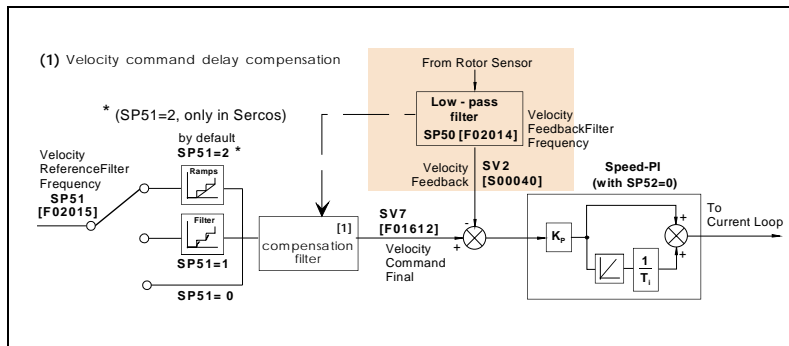 (1) Velocity command delay compensation
From Rotor Sensor
* (SP51=2, only in Sercos)
Low - pass
filter
SP50 [F02014]
Velocity
FeedbackFilter
Frequency
by default
SP51=2 *
Ramps
Velocity
ReferenceFilter
Frequency
SP51
[F02015]
Velocity
Feedback
SV2
[S00040]
Speed-PI
(with SP52=0)
Filter
SP51=1
SP51= 0
[1]
compensation
filter
SV7
[F01612]
Velocity
Command
Final
-
+
KP
1
Ti
+
+
To
Current Loop